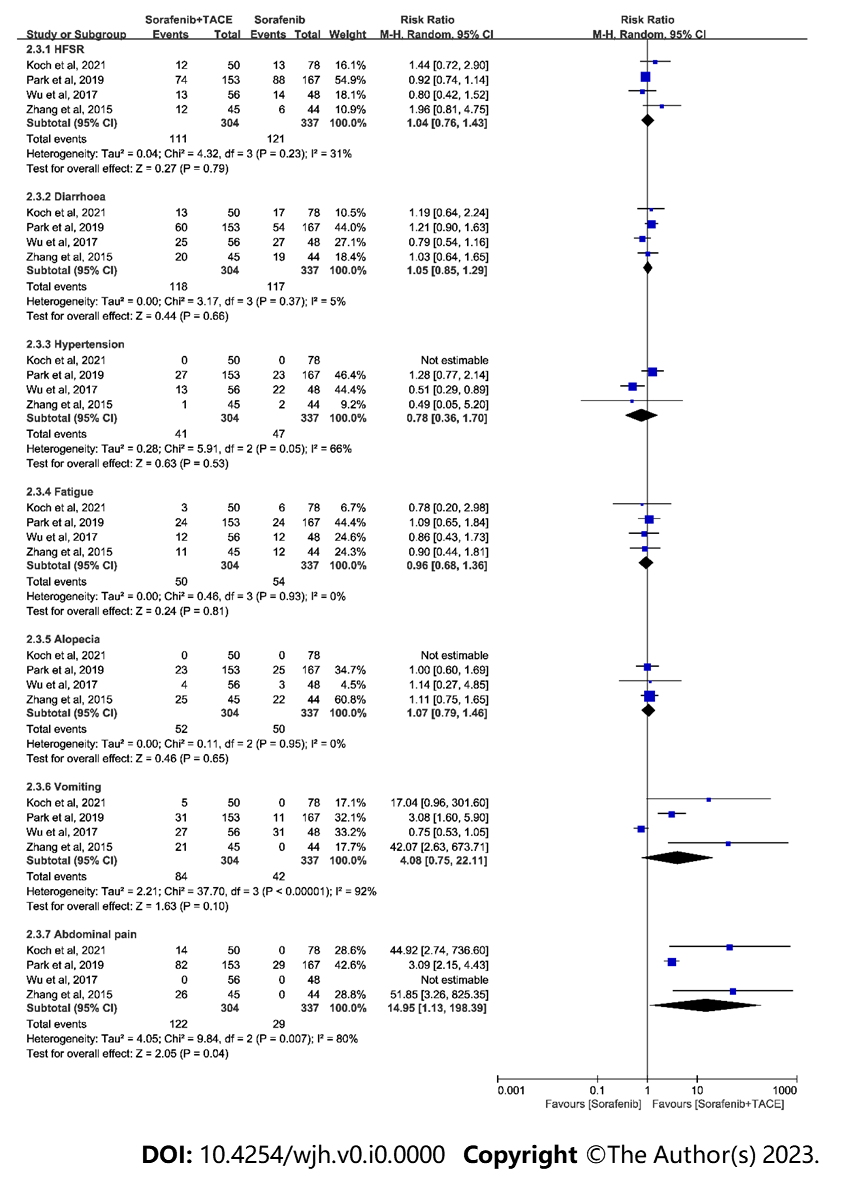 Sorafenib+TACE Sorafenib Risk Ratio Risk Ratio
Study or Subgroup Events Total Events Total Weight M-H. Random. 95% CI M-H. Random. 95% CI
2.3.1 HFSR
Koch et al, 2021 12 50 13 78 16.1% 1.44 [0.72, 2.90]
Park et al, 2019 74 153 88 167 54.9% 0.92 [0.74, 1.14]
Wu et al, 2017 13 56 14 48 18.1% 0.80 [0.42, 1.52]
Zhang et al, 2015 12 45 6 44 10.9% 1.96 [0.81, 4.75]
Subtotal (95% CI) 304 337 100.0% 1.04 [0.76, 1.43]
Total events 111 121
Heterogeneity: Tau² = 0.04; Chi² = 4.32, df = 3 (P = 0.23); I² = 31%
Test for overall effect: Z = 0.27 (P = 0.79)
2.3.2 Diarrhoea
Koch et al, 2021 13 50 17 78 10.5% 1.19 [0.64, 2.24]
Park et al, 2019 60 153 54 167 44.0% 1.21 [0.90, 1.63]
Wu et al, 2017 25 56 27 48 27.1% 0.79 [0.54, 1.16]
Zhang et al, 2015 20 45 19 44 18.4% 1.03 [0.64, 1.65]
Subtotal (95% CI) 304 337 100.0% 1.05 [0.85, 1.29]
Total events 118 117
Heterogeneity: Tau² = 0.00; Chi² = 3.17, df = 3 (P = 0.37); I² = 5%
Test for overall effect: Z = 0.44 (P = 0.66)
2.3.3 Hypertension
Koch et al, 2021 0 50 0 78 Not estimable
Park et al, 2019 27 153 23 167 46.4% 1.28 [0.77, 2.14]
Wu et al, 2017 13 56 22 48 44.4% 0.51 [0.29, 0.89]
Zhang et al, 2015 1 45 2 44 9.2% 0.49 [0.05, 5.20]
Subtotal (95% CI) 304 337 100.0% 0.78 [0.36, 1.70]
Total events 41 47
Heterogeneity: Tau² = 0.28; Chi² = 5.91, df = 2 (P = 0.05); I² = 66%
Test for overall effect: Z = 0.63 (P = 0.53)
2.3.4 Fatigue
Koch et al, 2021 3 50 6 78 6.7% 0.78 [0.20, 2.98]
Park et al, 2019 24 153 24 167 44.4% 1.09 [0.65, 1.84]
Wu et al, 2017 12 56 12 48 24.6% 0.86 [0.43, 1.73]
Zhang et al, 2015 11 45 12 44 24.3% 0.90 [0.44, 1.81]
Subtotal (95% CI) 304 337 100.0% 0.96 [0.68, 1.36]
Total events 50 54
Heterogeneity: Tau² = 0.00; Chi² = 0.46, df = 3 (P = 0.93); I² = 0%
Test for overall effect: Z = 0.24 (P = 0.81)
2.3.5 Alopecia
Koch et al, 2021 0 50 0 78 Not estimable
Park et al, 2019 23 153 25 167 34.7% 1.00 [0.60, 1.69]
Wu et al, 2017 4 56 3 48 4.5% 1.14 [0.27, 4.85]
Zhang et al, 2015 25 45 22 44 60.8% 1.11 [0.75, 1.65]
Subtotal (95% CI) 304 337 100.0% 1.07 [0.79, 1.46]
Total events 52 50
Heterogeneity: Tau² = 0.00; Chi² = 0.11, df = 2 (P = 0.95); I² = 0%
Test for overall effect: Z = 0.46 (P = 0.65)
2.3.6 Vomiting
Koch et al, 2021 5 50 0 78 17.1% 17.04 [0.96, 301.60]
Park et al, 2019 31 153 11 167 32.1% 3.08 [1.60, 5.90]
Wu et al, 2017 27 56 31 48 33.2% 0.75 [0.53, 1.05]
Zhang et al, 2015 21 45 0 44 17.7% 42.07 [2.63, 673.71]
Subtotal (95% CI) 304 337 100.0% 4.08 [0.75, 22.11]
Total events 84 42
Heterogeneity: Tau² = 2.21; Chi² = 37.70, df = 3 (P < 0.00001); I² = 92%
Test for overall effect: Z = 1.63 (P = 0.10)
2.3.7 Abdominal pain
Koch et al, 2021 14 50 0 78 28.6% 44.92 [2.74, 736.60]
Park et al, 2019 82 153 29 167 42.6% 3.09 [2.15, 4.43]
Wu et al, 2017 0 56 0 48 Not estimable
Zhang et al, 2015 26 45 0 44 28.8% 51.85 [3.26, 825.35]
Subtotal (95% CI) 304 337 100.0% 14.95 [1.13, 198.39]
Total events 122 29
Heterogeneity: Tau² = 4.05; Chi² = 9.84, df = 2 (P = 0.007); I² = 80%
Test for overall effect: Z = 2.05 (P = 0.04)
0.001 0.1 1 10 1000
Favours [Sorafenib] Favours [Sorafenib+TACE]
DOI: 10.4254/wjh.v0.i0.0000 Copyright ©The Author(s) 2023.